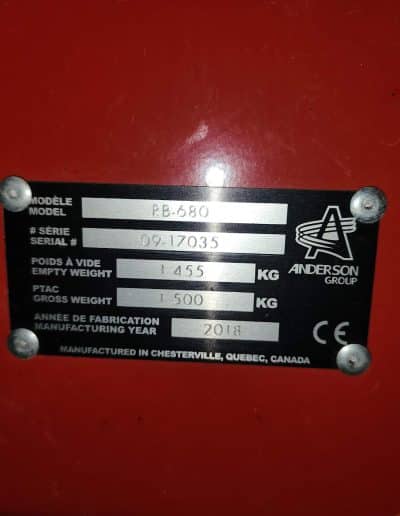 MODÈLE
MODEL
RB-680
# SÉRIE
SERIAL #
09-17035
POIDS À VIDE
EMPTY WEIGHT
1 455 KG
PTAC
GROSS WEIGHT
1 500 KG
ANNÉE DE FABRICATION
MANUFACTURING YEAR
2018
ANDERSON
GROUP
CE
MANUFACTURED IN CHESTERVILLE, QUEBEC, CANADA